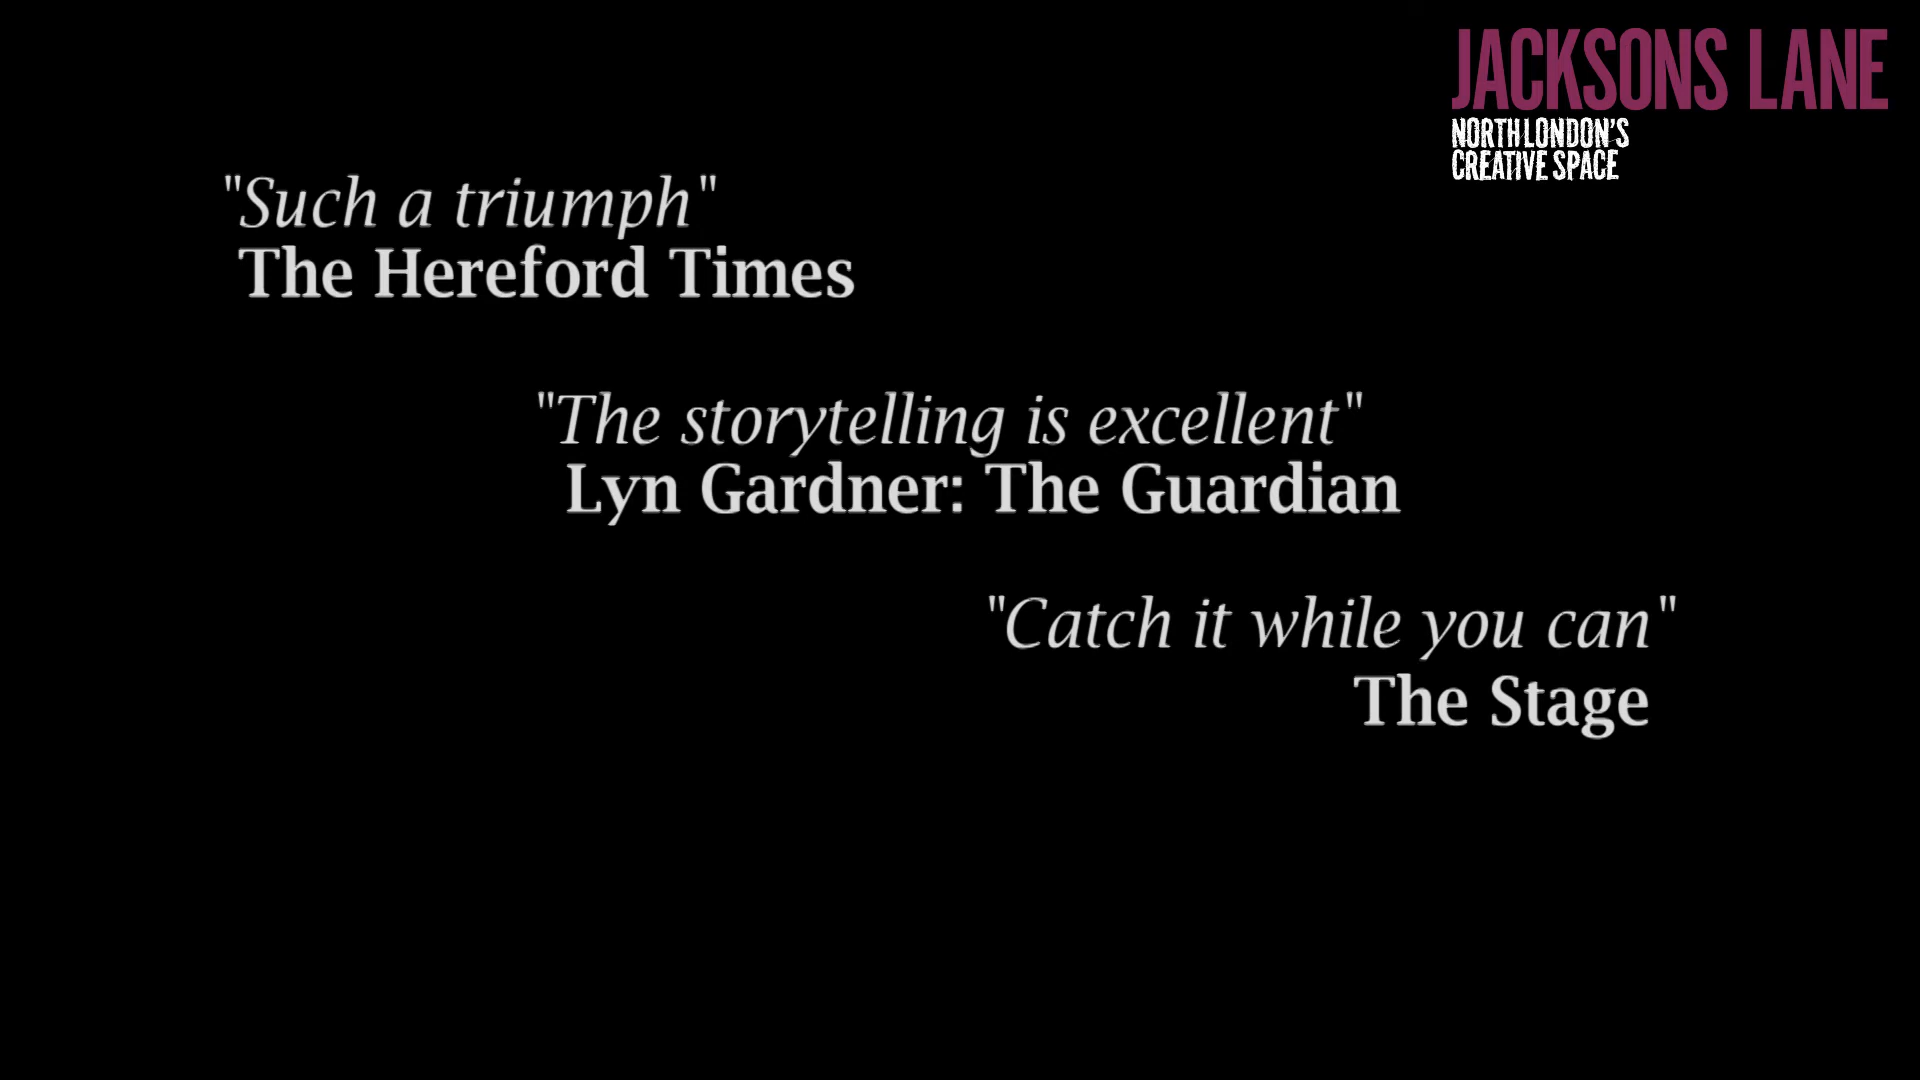 JACKSONS LANE
NORTH LONDON'S
CREATIVE SPACE
"Such a triumph"
The Hereford Times
"The storytelling is excellent"
Lyn Gardner: The Guardian
"Catch it while you can"
The Stage